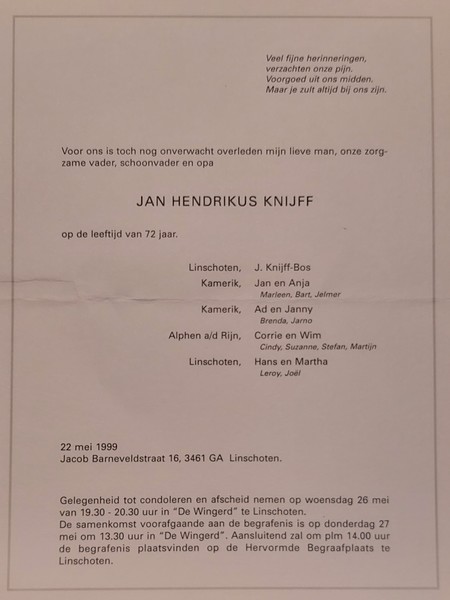 Veel fijne herinneringen,
verzachten onze pijn.
Voorgoed uit ons midden.
Maar je zult altijd bij ons zijn.
Voor ons is toch nog onverwacht overleden mijn lieve man, onze zorg-
zame vader, schoonvader en opa
JAN HENDRIKUS KNIJFF
op de leeftijd van 72 jaar.
Linschoten, J. Knijff-Bos
Kamerik, Jan en Anja
Marleen, Bart, Jelmer
Kamerik, Ad en Janny
Brenda, Jarno
Alphen a/d Rijn, Corrie en Wim
Cindy, Suzanne, Stefan, Martijn
Linschoten, Hans en Martha
Leroy, Joël
22 mei 1999
Jacob Barneveldstraat 16, 3461 GA Linschoten.
Gelegenheid tot condoleren en afscheid nemen op woensdag 26 mei
van 19.30 - 20.30 uur in "De Wingerd" te Linschoten.
De samenkomst voorafgaande aan de begrafenis is op donderdag 27
mei om 13.30 uur in "De Wingerd". Aansluitend zal om plm 14.00 uur
de begrafenis plaatsvinden op de Hervormde Begraafplaats te
Linschoten.